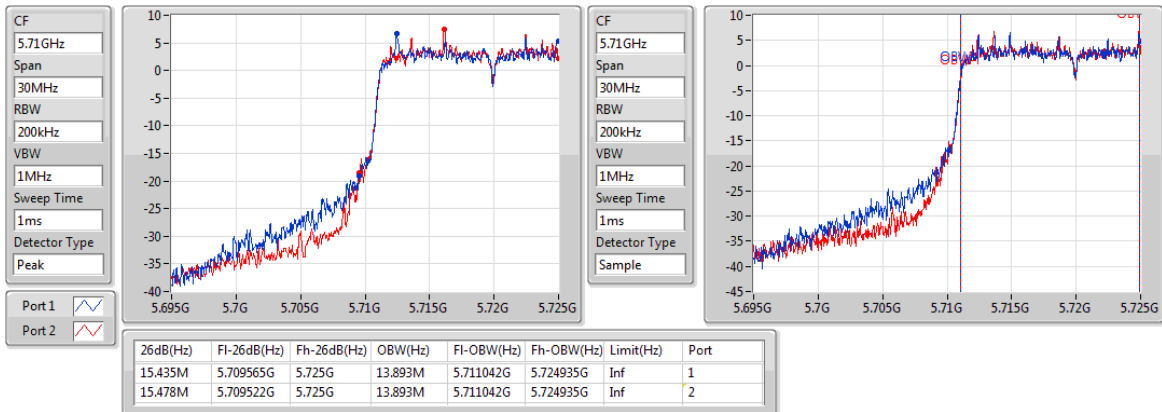 CF
5.71GHz
Span
30MHz
RBW
200kHz
VBW
1MHz
Sweep Time
1ms
Detector Type
Peak
Port 1
Port 2
10
5
0
-5
-10
-15
-20
-25
-30
-35
-40
5.695G 5.7G 5.705G 5.71G 5.715G 5.72G 5.725G
CF
5.71GHz
Span
30MHz
RBW
200kHz
VBW
1MHz
Sweep Time
1ms
Detector Type
Sample
10
5
0
-5
-10
-15
-20
-25
-30
-35
-40
-45
5.695G 5.7G 5.705G 5.71G 5.715G 5.72G 5.725G
26dB(Hz) Fl-26dB(Hz) Fh-26dB(Hz) OBW(Hz) Fl-OBW(Hz) Fh-OBW(Hz) Limit(Hz) Port
15.435M 5.709565G 5.725G 13.893M 5.711042G 5.724935G Inf 1
15.478M 5.709522G 5.725G 13.893M 5.711042G 5.724935G Inf 2